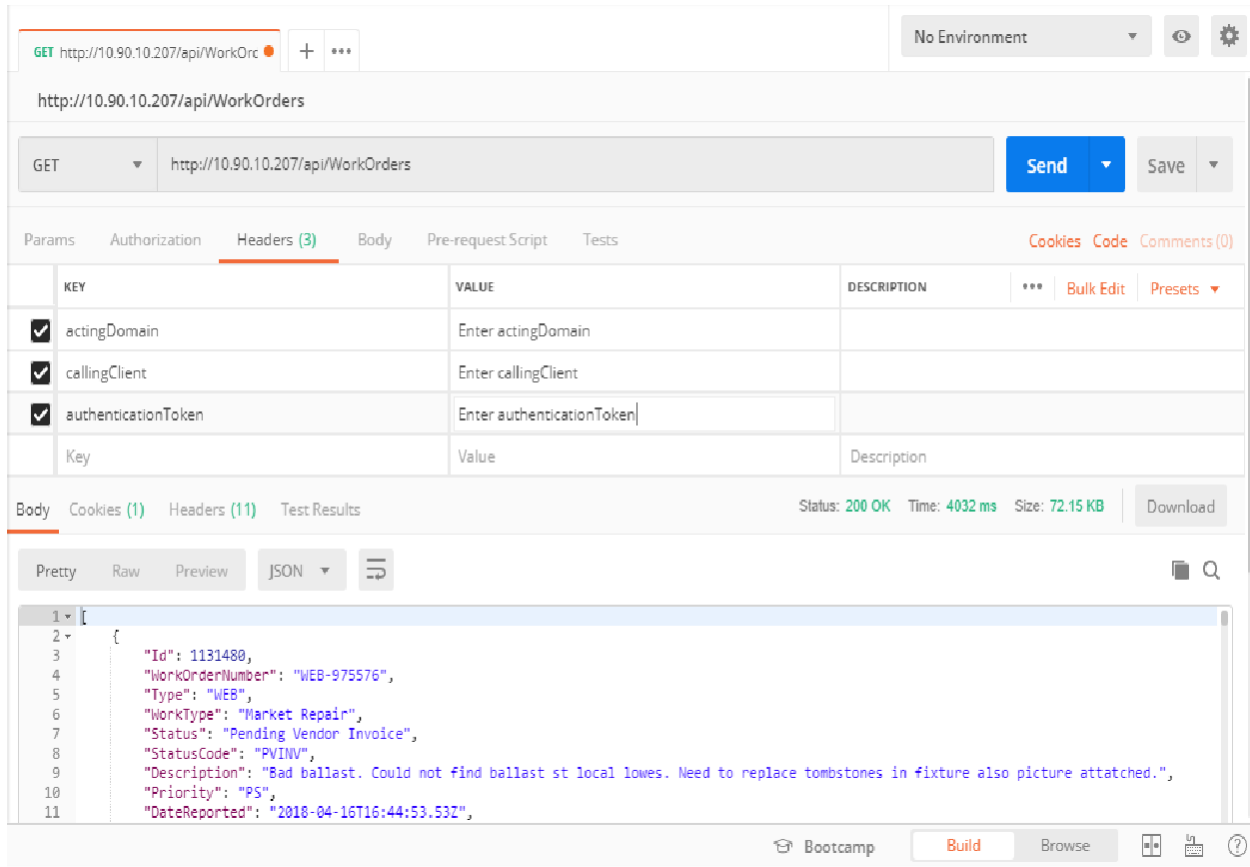 GET http://10.90.10.207/api/WorkOrc
No Environment
http://10.90.10.207/api/WorkOrders
GET http://10.90.10.207/api/WorkOrders Send Save
Params Authorization Headers (3) Body Pre-request Script Tests Cookies Code Comments (0)
KEY VALUE DESCRIPTION Bulk Edit Presets
actingDomain Enter actingDomain
callingClient Enter callingClient
authenticationToken Enter authenticationToken
Key Value Description
Body Cookies (1) Headers (11) Test Results Status: 200 OK Time: 4032 ms Size: 72.15 KB Download
Pretty Raw Preview JSON
1 [
2 {
3 "Id": 1131480,
4 "WorkOrderNumber": "WEB-975576",
5 "Type": "WEB",
6 "WorkType": "Market Repair",
7 "Status": "Pending Vendor Invoice",
8 "StatusCode": "PVINV",
9 "Description": "Bad ballast. Could not find ballast st local lowes. Need to replace tombstones in fixture also picture attatched.",
10 "Priority": "PS",
11 "DateReported": "2018-04-16T16:44:53.53Z",
Bootcamp Build Browse